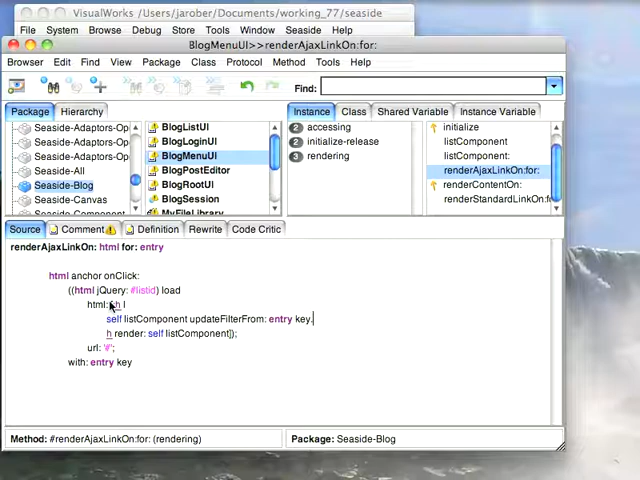 VisualWorks /Users/jarober/Documents/working_77/seaside
File System Browse Debug Store Tools Window Seaside Help
BlogMenuUI>>renderAjaxLinkOn:for:
Browser Edit Find View Package Class Protocol Method Tools Help
Find:
Package Hierarchy Instance Class Shared Variable Instance Variable
Seaside-Adaptors-Op
Seaside-Adaptors-Op
Seaside-Adaptors-Op
Seaside-All
Seaside-Blog
Seaside-Canvas
Seaside-Component
BlogListUI
BlogLoginUI
BlogMenuUI
BlogPostEditor
BlogRootUI
BlogSession
MyFileLibrary
2 accessing
2 initialize-release
3 rendering
initialize
listComponent
listComponent:
renderAjaxLinkOn:for:
renderContentOn:
renderStandardLinkOn:f
Source Comment Definition Rewrite Code Critic
renderAjaxLinkOn: html for: entry
html anchor onClick:
((html jQuery: #listid) load
html: h |
self listComponent updateFilterFrom: entry key.
h render: self listComponent]);
url: '#';
with: entry key
Method: #renderAjaxLinkOn:for: (rendering) Package: Seaside-Blog